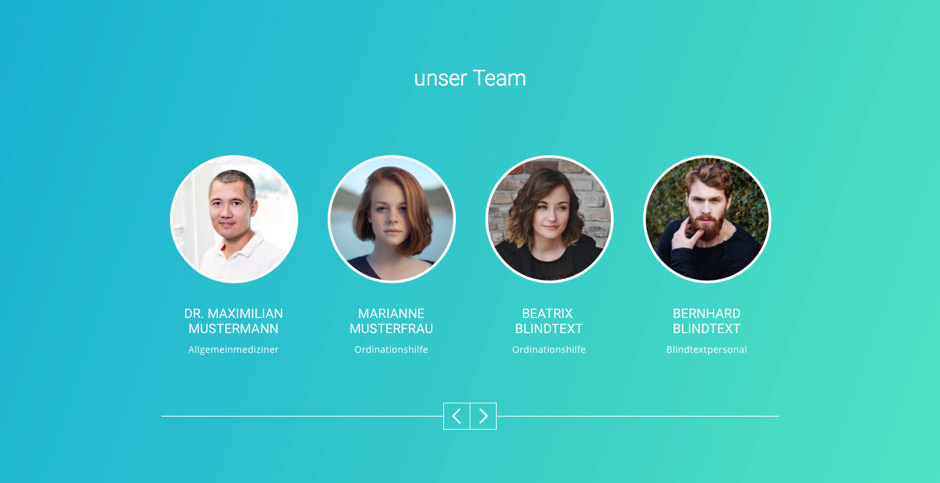 unser Team
DR. MAXIMILIAN
MUSTERMANN
Allgemeinmediziner
MARIANNE
MUSTERFRAU
Ordinationshilfe
BEATRIX
BLINDTEXT
Ordinationshilfe
BERNHARD
BLINDTEXT
Blindtextpersonal